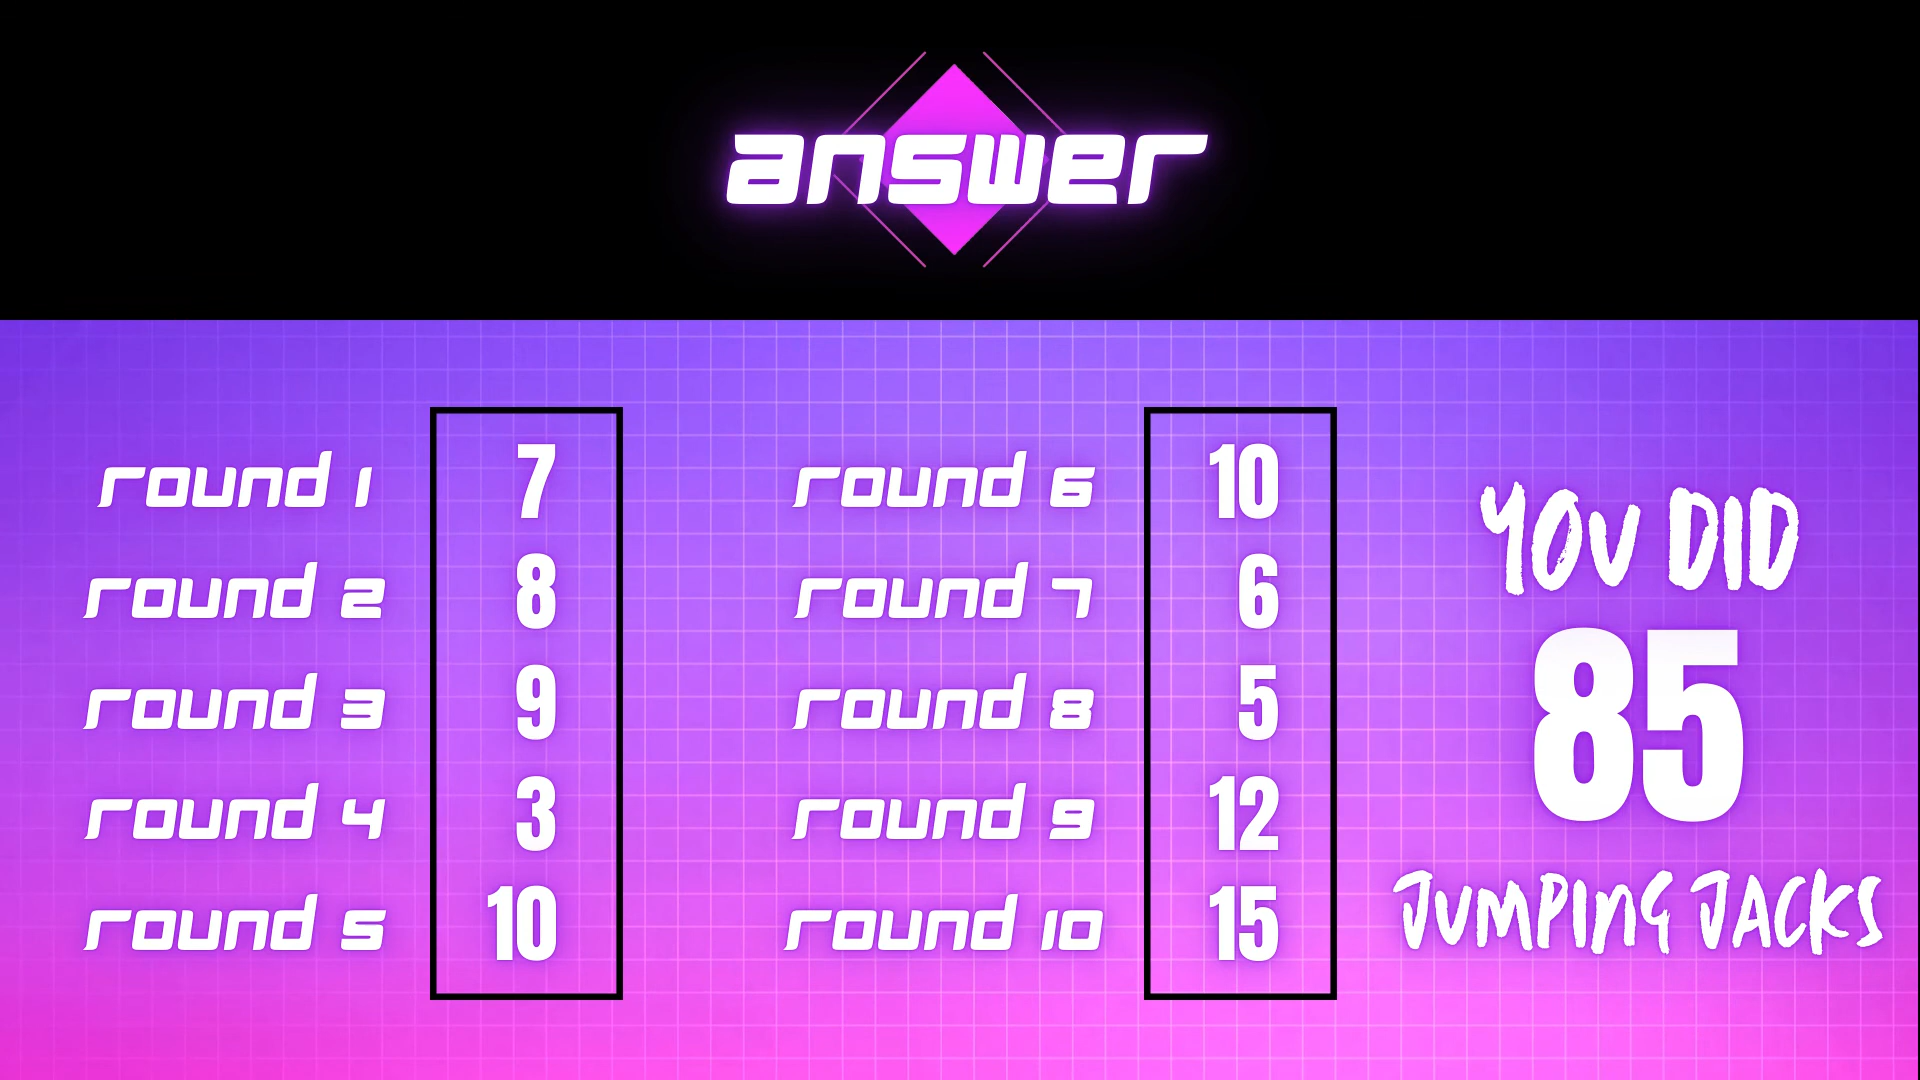 answer
round 1 7
round 2 8
round 3 9
round 4 3
round 5 10
round 6 10
round 7 6
round 8 5
round 9 12
round 10 15
YOU DID
85
JUMPING JACKS